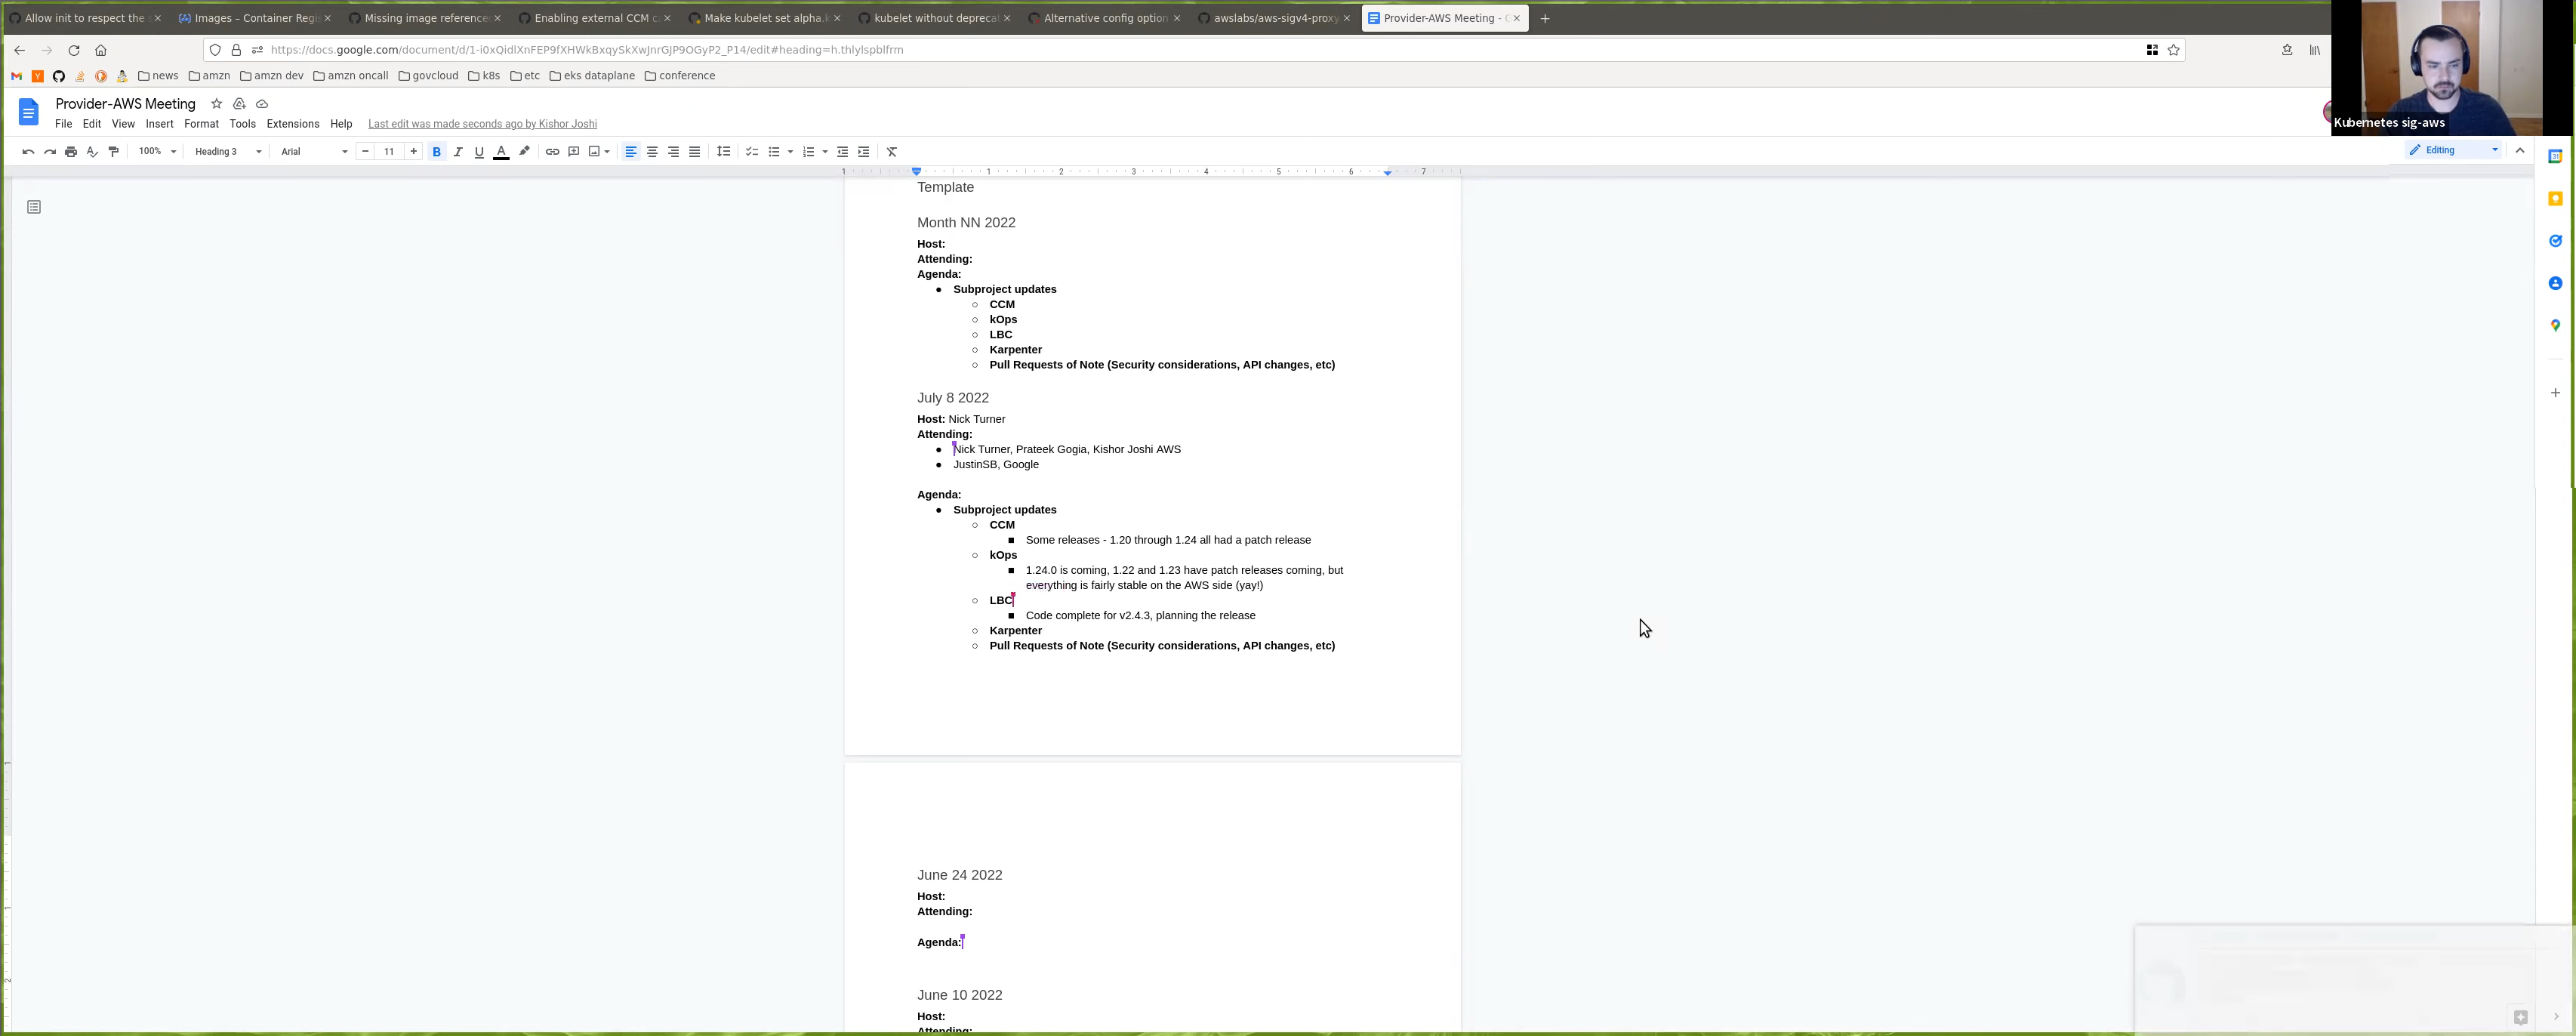 Allow init to respect the
Images – Container Regi
Missing image reference
Enabling external CCM c
Make kubelet set alpha.k
kubelet without deprecat
Alternative config option
awslabs/aws-sigv4-proxy
Provider-AWS Meeting -
https://docs.google.com/document/d/1-i0xQidlXnFEP9fXHWkBxqySkXwJnrGJP9OGyP2_P14/edit#heading=h.thlylspblfrm
news
amzn
amzn dev
amzn oncall
govcloud
k8s
etc
eks dataplane
conference
Kubernetes sig-aws
Provider-AWS Meeting
File Edit View Insert Format Tools Extensions Help Last edit was made seconds ago by Kishor Joshi
100% Heading 3 Arial 11 B I U A Editing
1 1 2 3 4 5 6 7
Template
Month NN 2022
Host:
Attending:
Agenda:
Subproject updates
CCM
kOps
LBC
Karpenter
Pull Requests of Note (Security considerations, API changes, etc)
July 8 2022
Host: Nick Turner
Attending:
Nick Turner, Prateek Gogia, Kishor Joshi AWS
JustinSB, Google
Agenda:
Subproject updates
CCM
Some releases - 1.20 through 1.24 all had a patch release
kOps
1.24.0 is coming, 1.22 and 1.23 have patch releases coming, but
everything is fairly stable on the AWS side (yay!)
LBC
Code complete for v2.4.3, planning the release
Karpenter
Pull Requests of Note (Security considerations, API changes, etc)
June 24 2022
Host:
Attending:
Agenda:
June 10 2022
Host:
Attending: